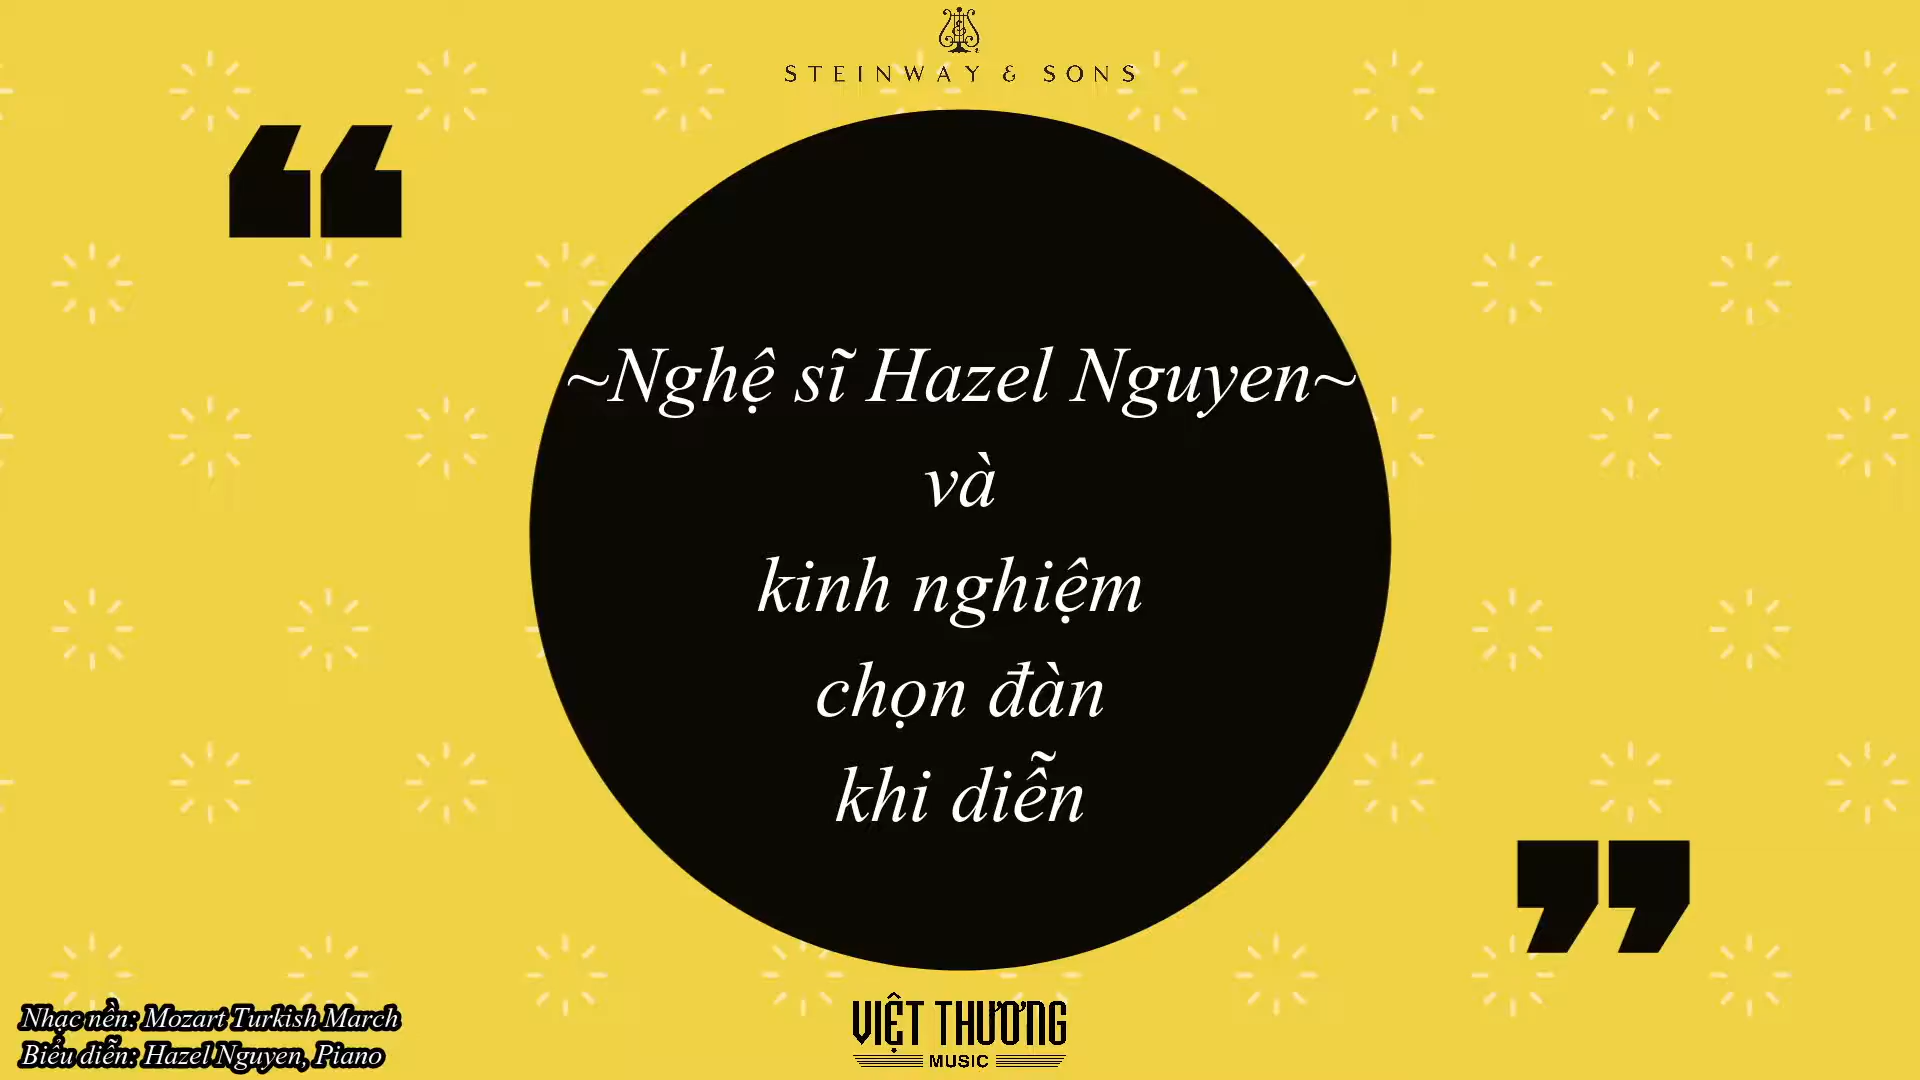 STEINWAY & SONS
~Nghệ sĩ Hazel Nguyen~
và
kinh nghiệm
chọn đàn
khi diễn
Nhạc nền: Mozart Turkish March
Biểu diễn: Hazel Nguyen, Piano
VIỆT THƯƠNG
MUSIC